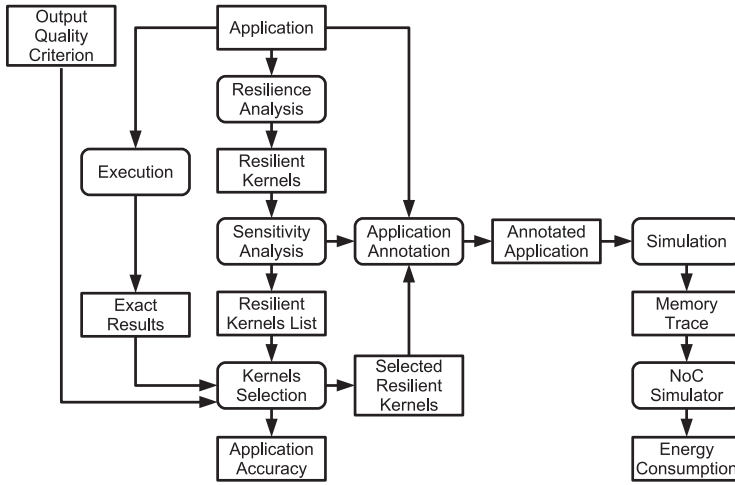 Output
Quality
Criterion
Application
Resilience
Analysis
Execution
Resilient
Kernels
Sensitivity
Analysis
Application
Annotation
Annotated
Application
Simulation
Exact
Results
Resilient
Kernels List
Memory
Trace
Kernels
Selection
Selected
Resilient
Kernels
NoC
Simulator
Application
Accuracy
Energy
Consumption